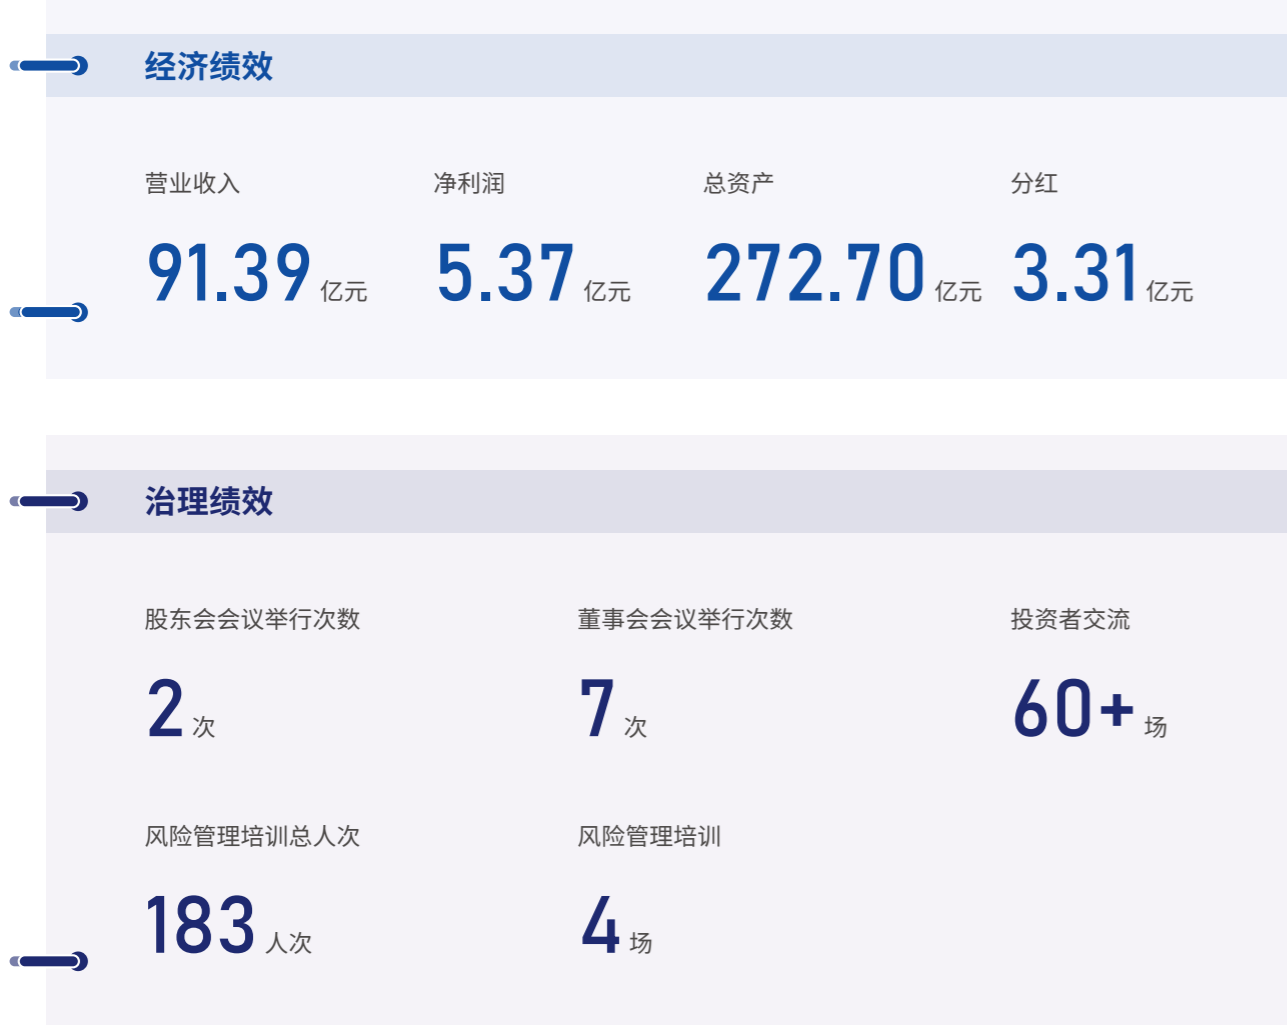 经济绩效
营业收入 净利润 总资产 分红
91.39 亿元 5.37 亿元 272.70 亿元 3.31 亿元
治理绩效
股东会会议举行次数 董事会会议举行次数 投资者交流
2 次 7 次 60+ 场
风险管理培训总人次 风险管理培训
183 人次 4 场